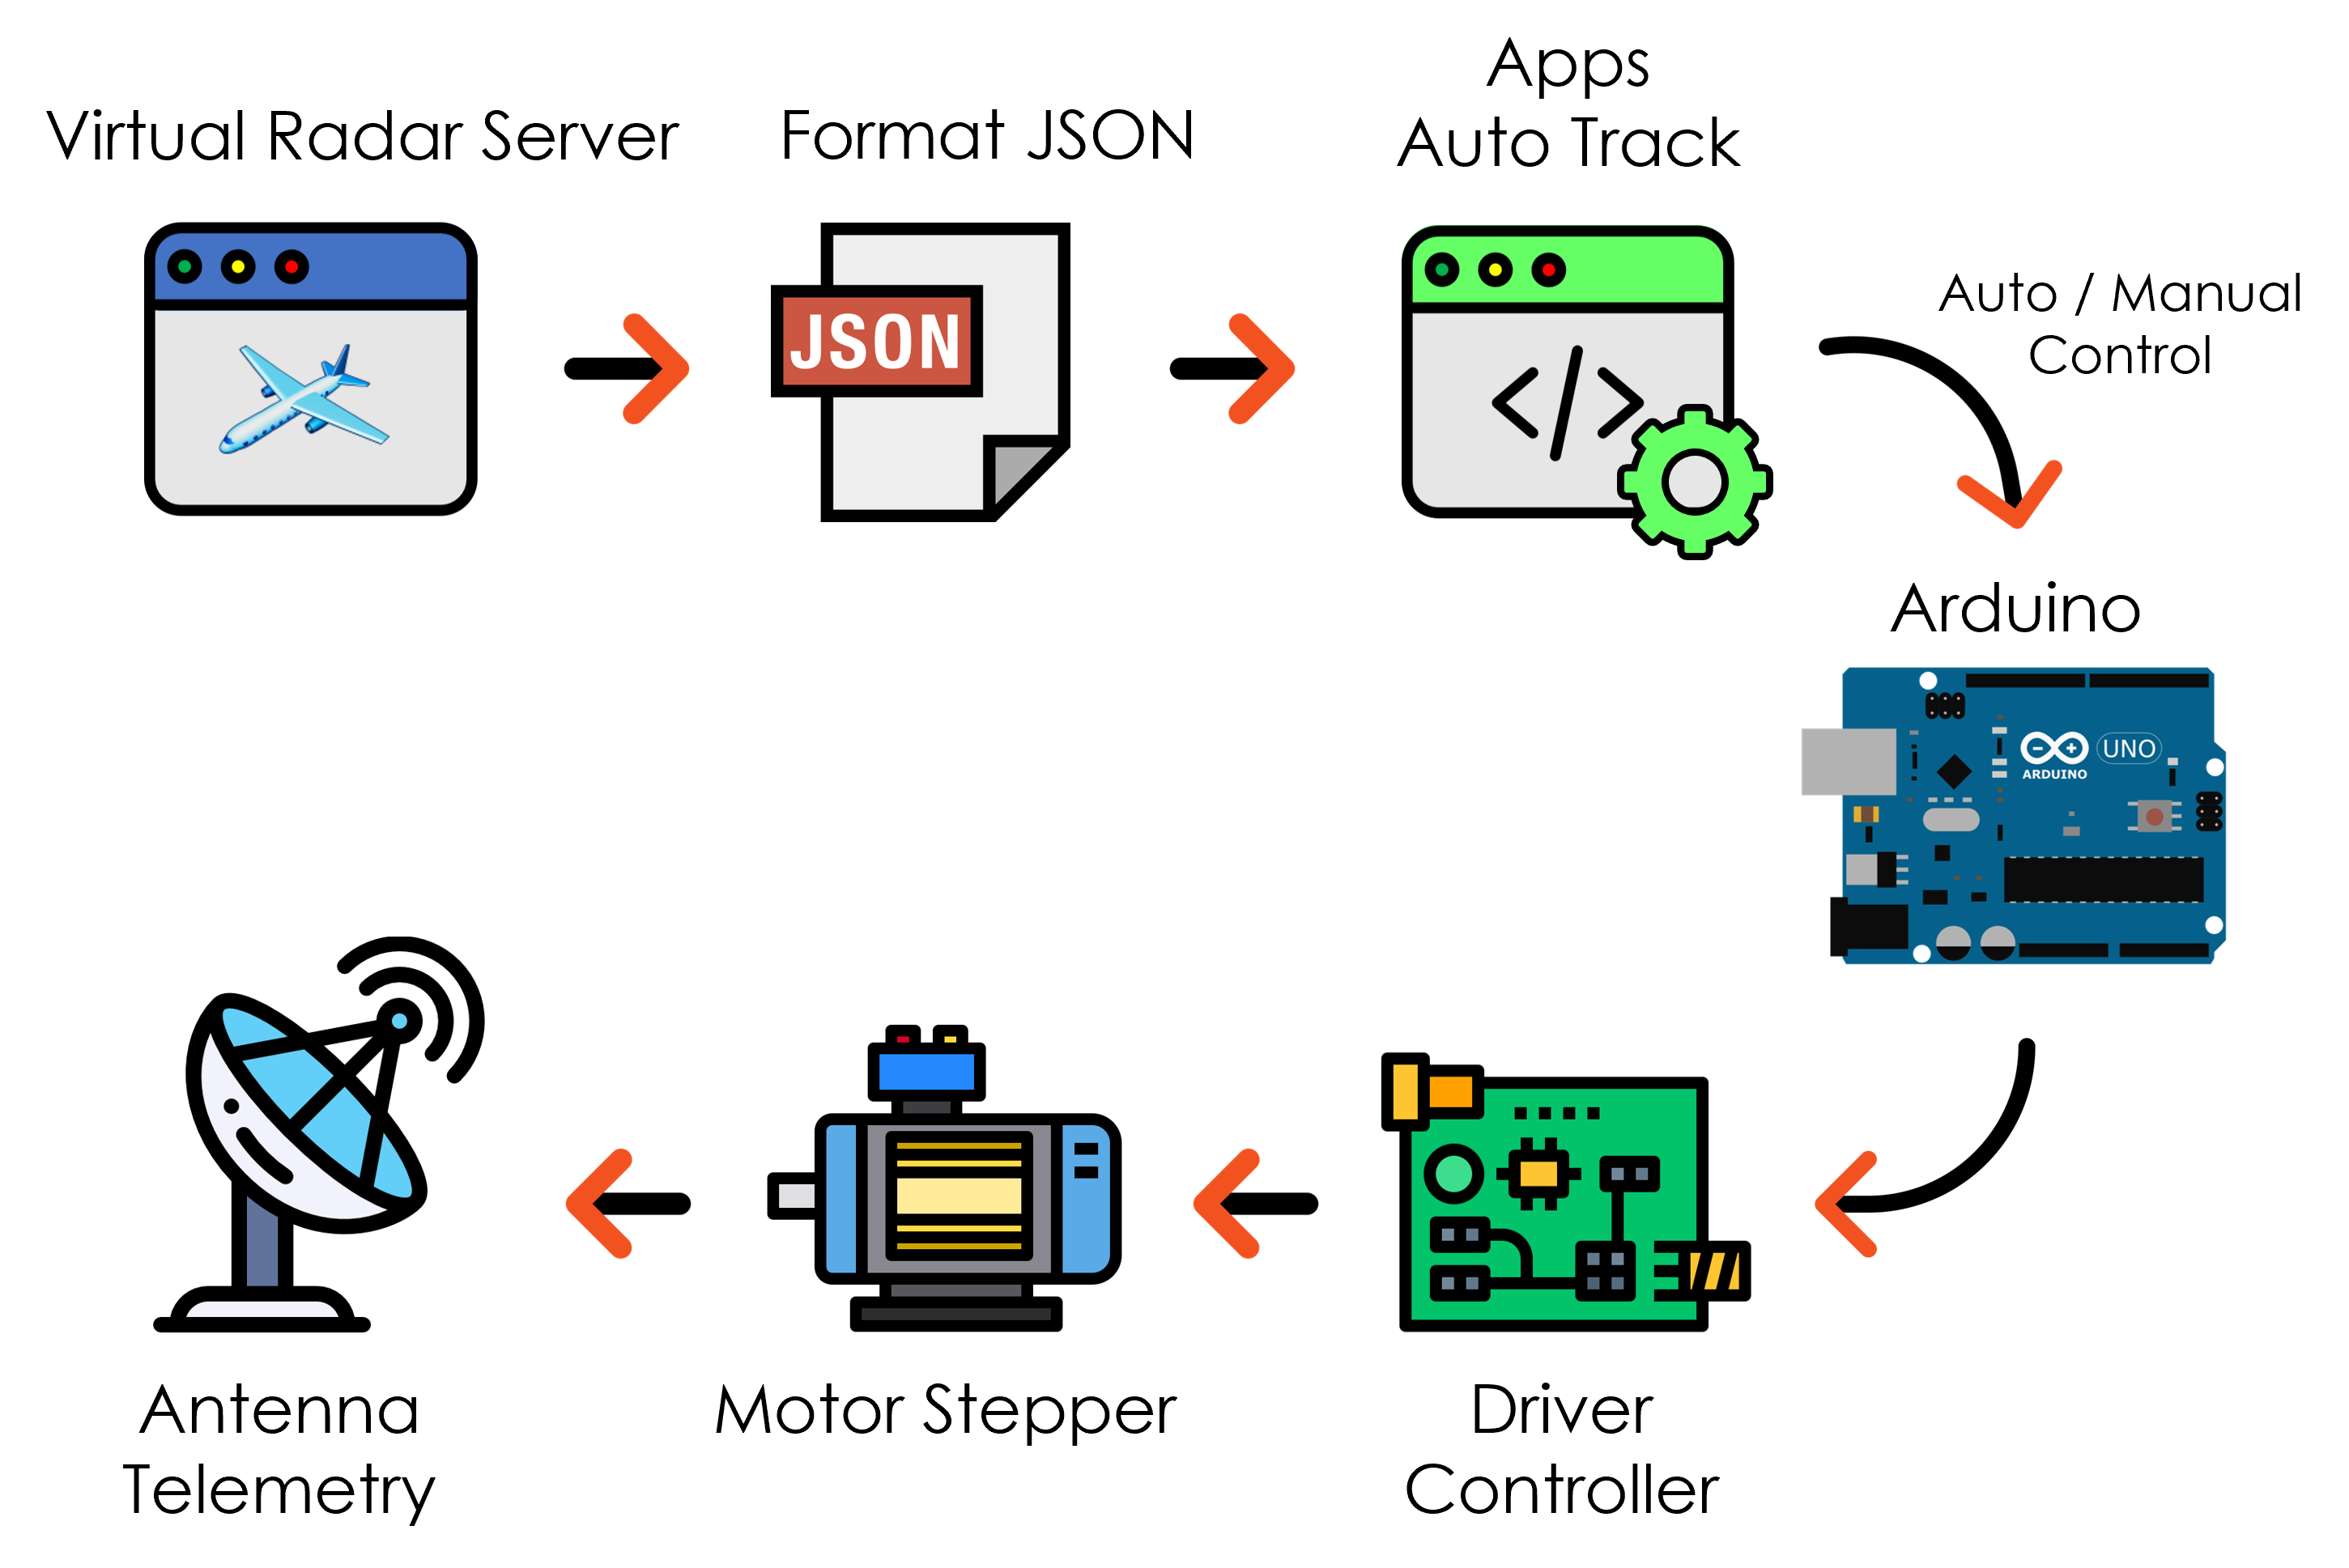 Virtual Radar Server
Format JSON
Apps
Auto Track
JSON
Auto / Manual
Control
Arduino
UNO
ARDUINO
Antenna
Telemetry
Motor Stepper
Driver
Controller